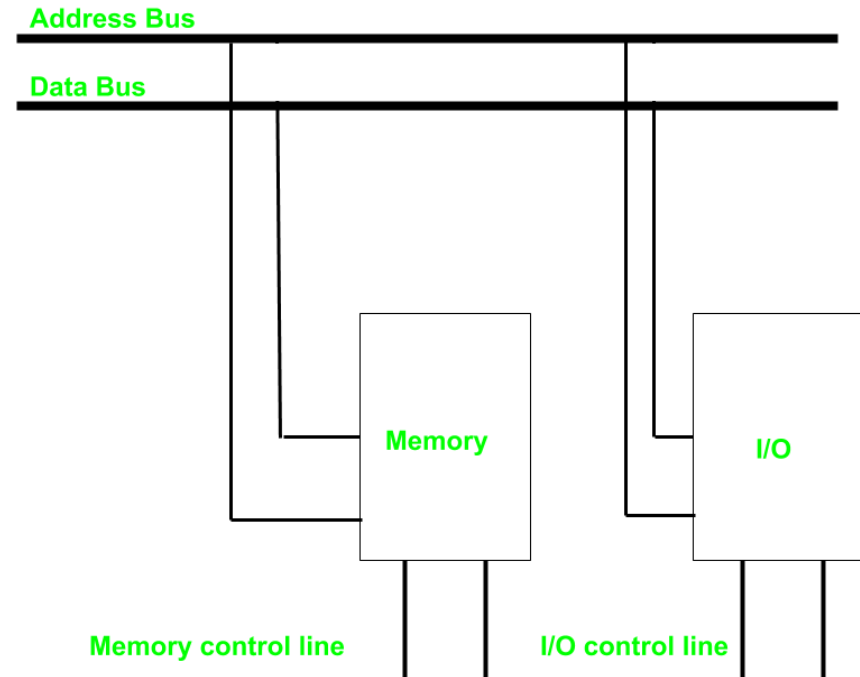 Address Bus
Data Bus
Memory
I/O
Memory control line
I/O control line